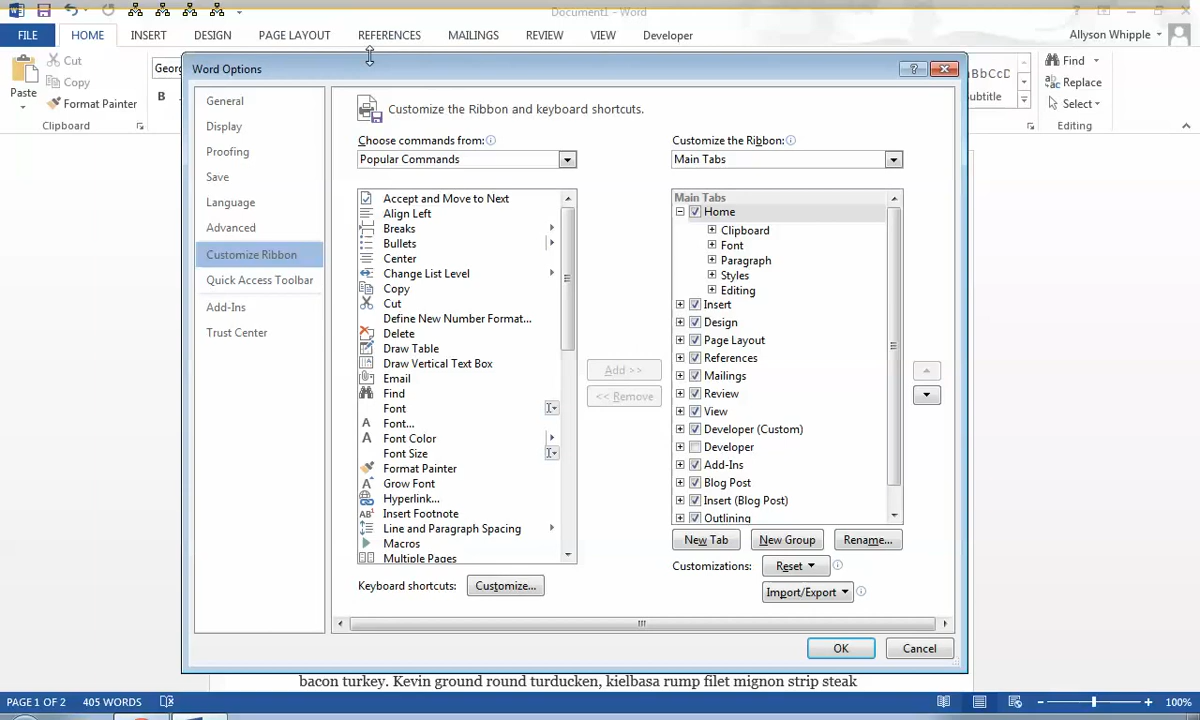 Document1 - Word
FILE HOME INSERT DESIGN PAGE LAYOUT REFERENCES MAILINGS REVIEW VIEW Developer Allyson Whipple
Cut
Copy
Paste
Format Painter
Clipboard
Geor
B
Find
Replace
Select
Editing
Word Options
General
Display
Proofing
Save
Language
Advanced
Customize Ribbon
Quick Access Toolbar
Add-Ins
Trust Center
Customize the Ribbon and keyboard shortcuts.
Choose commands from:
Popular Commands
Accept and Move to Next
Align Left
Breaks
Bullets
Center
Change List Level
Copy
Cut
Define New Number Format...
Delete
Draw Table
Draw Vertical Text Box
Email
Find
Font
Font...
Font Color
Font Size
Format Painter
Grow Font
Hyperlink...
Insert Footnote
Line and Paragraph Spacing
Macros
Multiple Pages
Keyboard shortcuts: Customize...
Add >>
<< Remove
Customize the Ribbon:
Main Tabs
Main Tabs
Home
Clipboard
Font
Paragraph
Styles
Editing
Insert
Design
Page Layout
References
Mailings
Review
View
Developer (Custom)
Developer
Add-Ins
Blog Post
Insert (Blog Post)
Outlining
New Tab New Group Rename...
Customizations: Reset
Import/Export
OK Cancel
bacon turkey. Kevin ground round turducken, kielbasa rump filet mignon strip steak
PAGE 1 OF 2 405 WORDS 100%